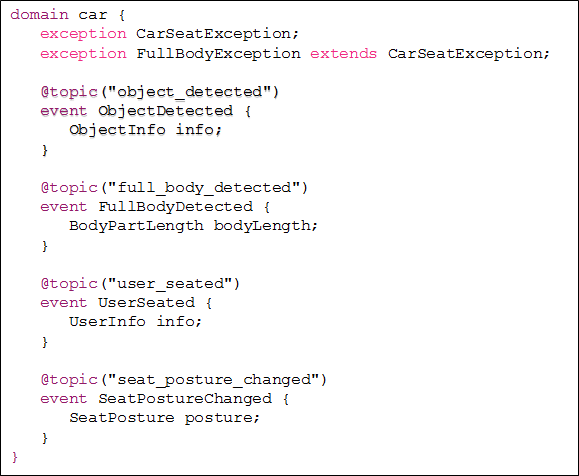 domain car {
   exception CarSeatException;
   exception FullBodyException extends CarSeatException;

   @topic("object_detected")
   event ObjectDetected {
      ObjectInfo info;
   }

   @topic("full_body_detected")
   event FullBodyDetected {
      BodyPartLength bodyLength;
   }

   @topic("user_seated")
   event UserSeated {
      UserInfo info;
   }

   @topic("seat_posture_changed")
   event SeatPostureChanged {
      SeatPosture posture;
   }
}